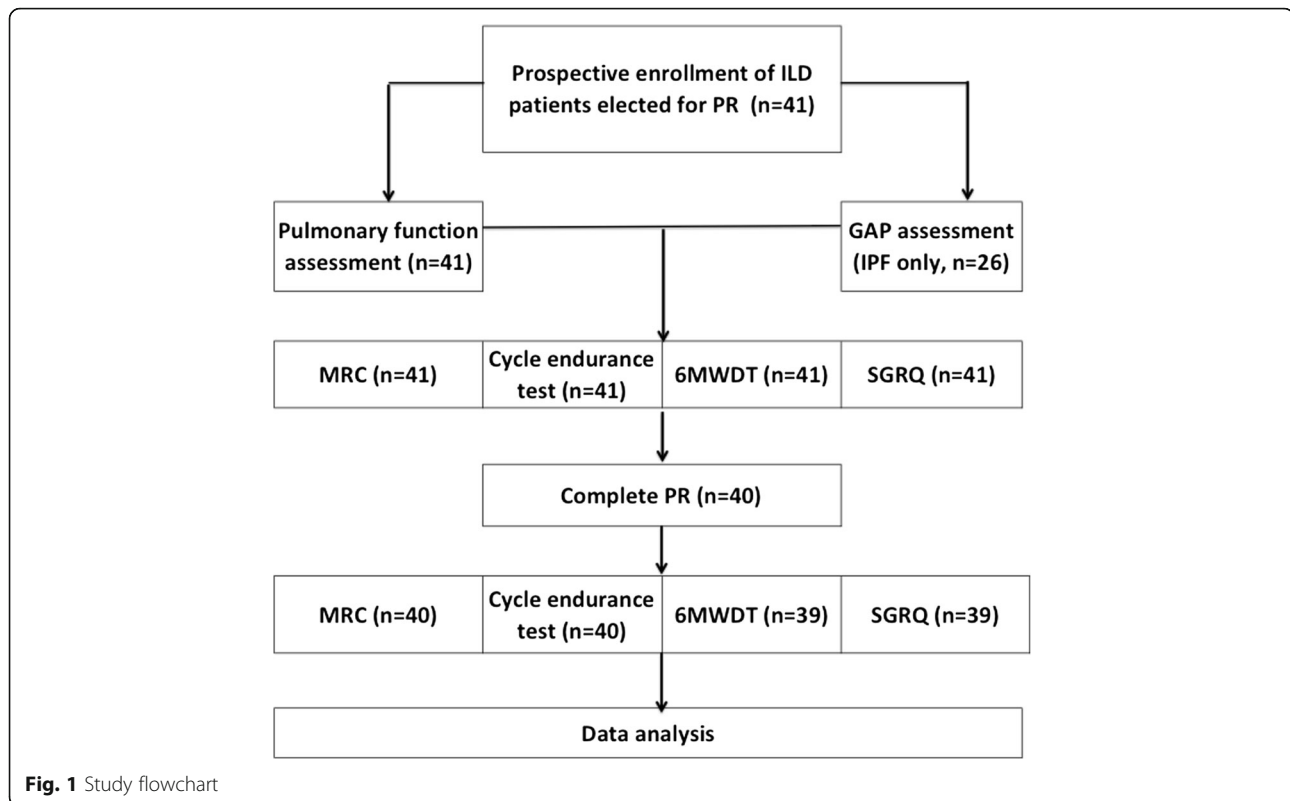 Prospective enrollment of ILD
patients elected for PR (n=41)
Pulmonary function
assessment (n=41)
GAP assessment
(IPF only, n=26)
MRC (n=41)
Cycle endurance
test (n=41)
6MWDT (n=41)
SGRQ (n=41)
Complete PR (n=40)
MRC (n=40)
Cycle endurance
test (n=40)
6MWDT (n=39)
SGRQ (n=39)
Data analysis
Fig. 1 Study flowchart